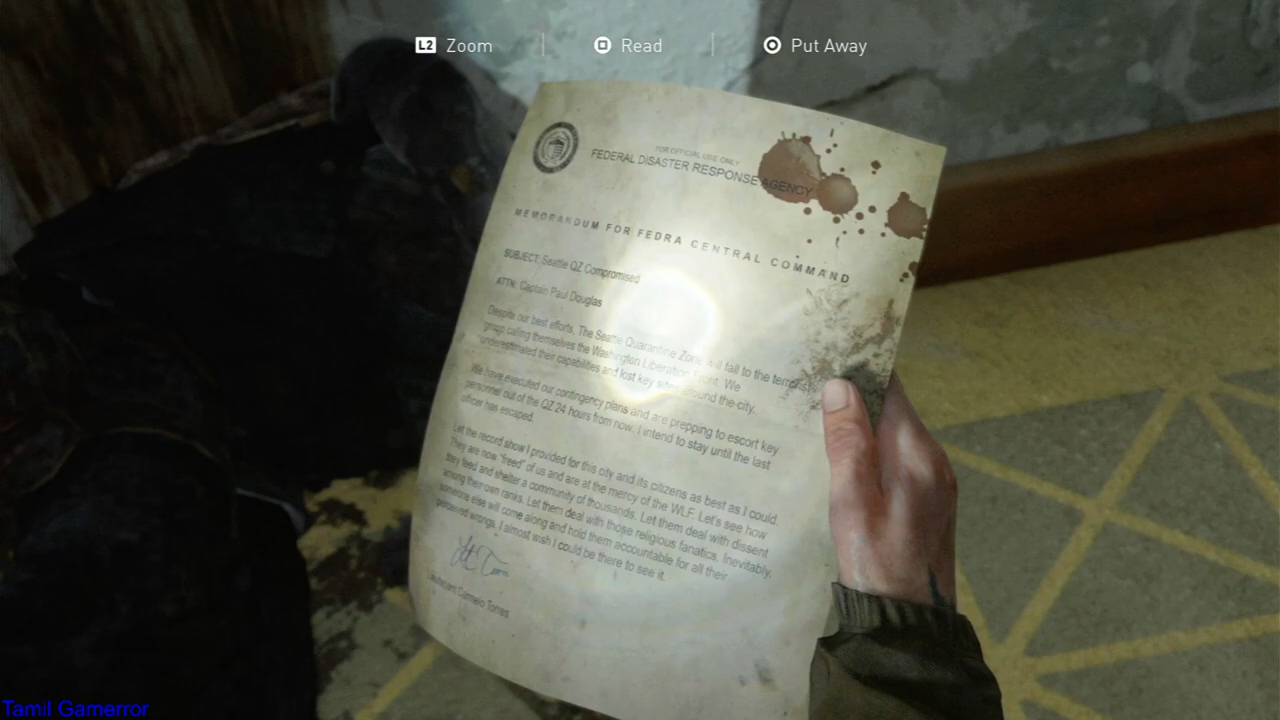 L2 Zoom
Read
Put Away
FOR OFFICIAL USE ONLY
FEDERAL DISASTER RESPONSE AGENCY
MEMORANDUM FOR FEDRA CENTRAL COMMAND
SUBJECT: Seattle QZ Compromised
ATTN: Captain Paul Douglas
Despite our best efforts, The Seattle Quarantine Zone will fall to the terrorist
group calling themselves the Washington Liberation Front. We
underestimated their capabilities and lost key sites around the city.
We have executed our contingency plans and are prepping to escort key
personnel out of the QZ 24 hours from now. I intend to stay until the last
officer has escaped.
Let the record show I provided for this city and its citizens as best as I could.
They are now "freed" of us and are at the mercy of the WLF. Let's see how
they feed and shelter a community of thousands. Let them deal with dissent
among their own ranks. Let them deal with those religious fanatics. Inevitably,
someone else will come along and hold them accountable for all their
perceived wrongs. I almost wish I could be there to see it.
Lieutenant Carmelo Torres
Tamil Gamerror